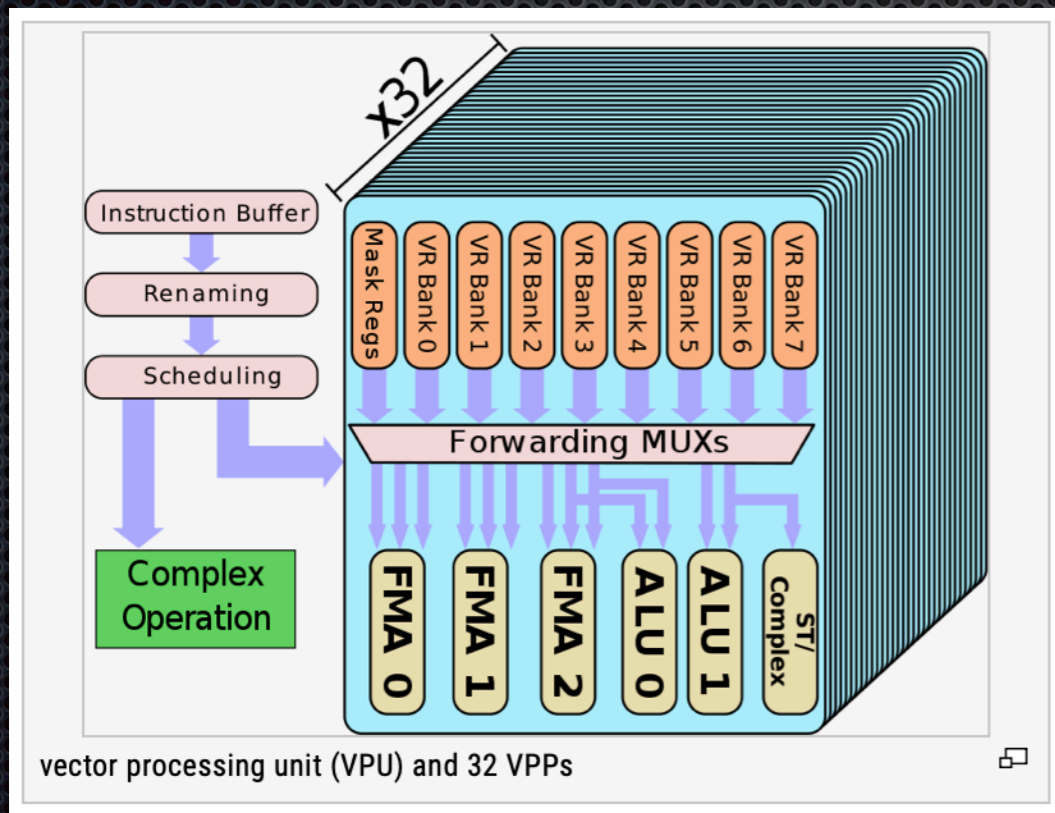 x32
Instruction Buffer
Renaming
Scheduling
Complex
Operation
Mask Regs
VR Bank 0
VR Bank 1
VR Bank 2
VR Bank 3
VR Bank 4
VR Bank 5
VR Bank 6
VR Bank 7
Forwarding MUXs
FMA 0
FMA 1
FMA 2
ALU 0
ALU 1
ST/
Complex
vector processing unit (VPU) and 32 VPPs